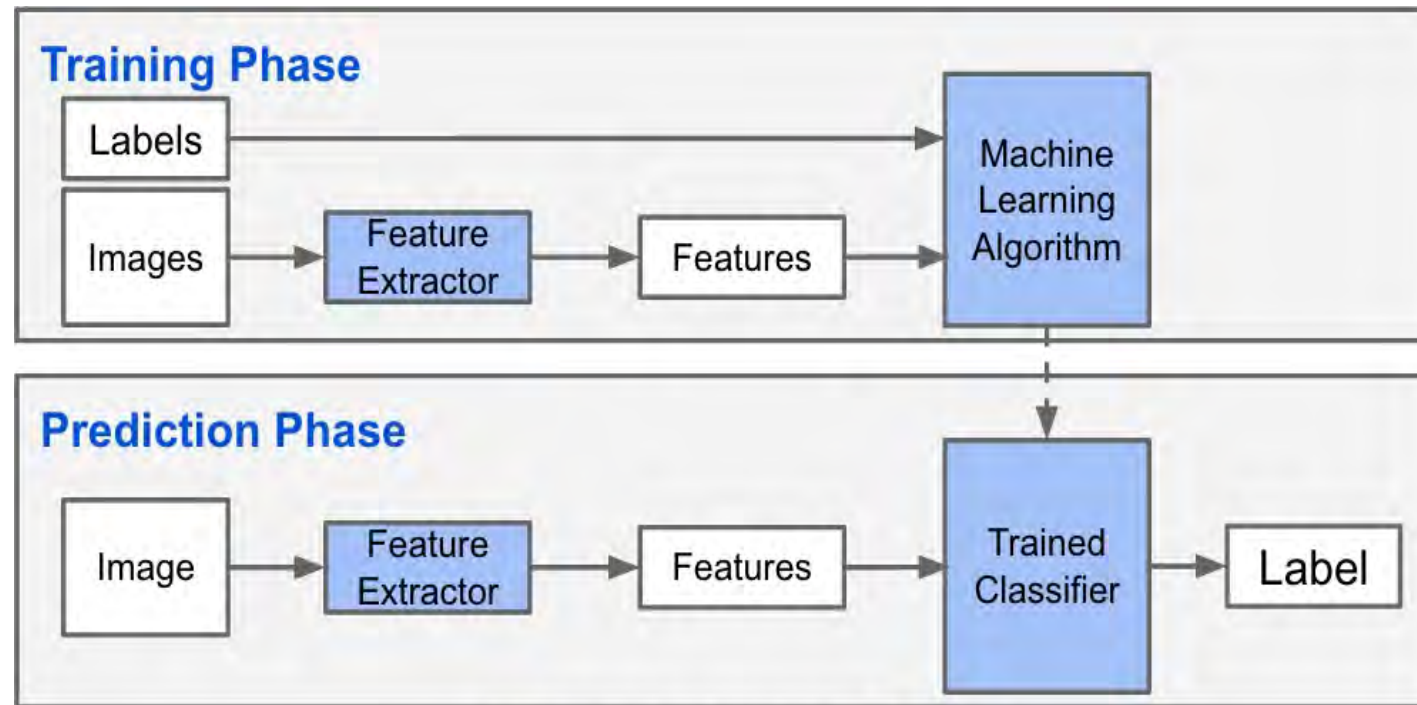 Training Phase
Labels
Images
Feature
Extractor
Features
Machine
Learning
Algorithm
Prediction Phase
Image
Feature
Extractor
Features
Trained
Classifier
Label